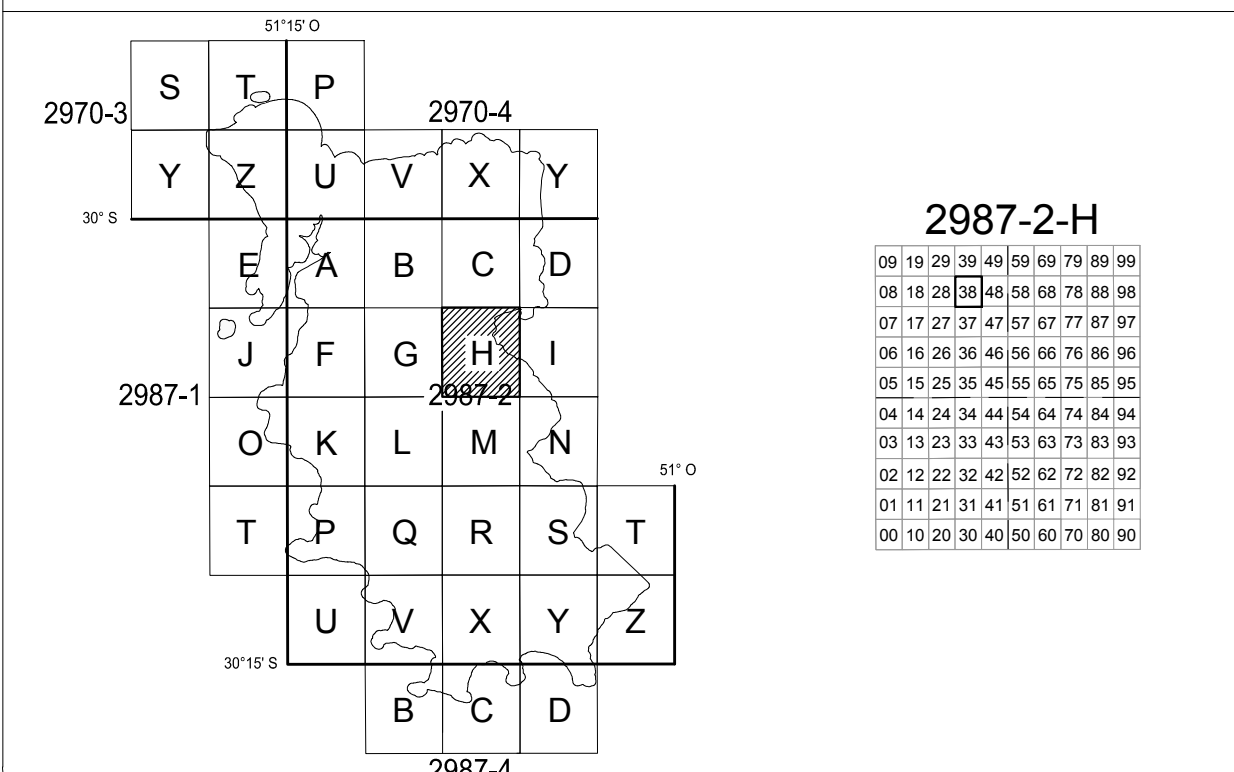 51°15' O
S T P
2970-3 2970-4
Y Z U V X Y
30° S
E A B C D
J F G H I
2987-1 2987-2
O K L M N
51° O
T P Q R S T
U V X Y Z
30°15' S
B C D
2987-4
2987-2-H
09 19 29 39 49 59 69 79 89 99
08 18 28 38 48 58 68 78 88 98
07 17 27 37 47 57 67 77 87 97
06 16 26 36 46 56 66 76 86 96
05 15 25 35 45 55 65 75 85 95
04 14 24 34 44 54 64 74 84 94
03 13 23 33 43 53 63 73 83 93
02 12 22 32 42 52 62 72 82 92
01 11 21 31 41 51 61 71 81 91
00 10 20 30 40 50 60 70 80 90